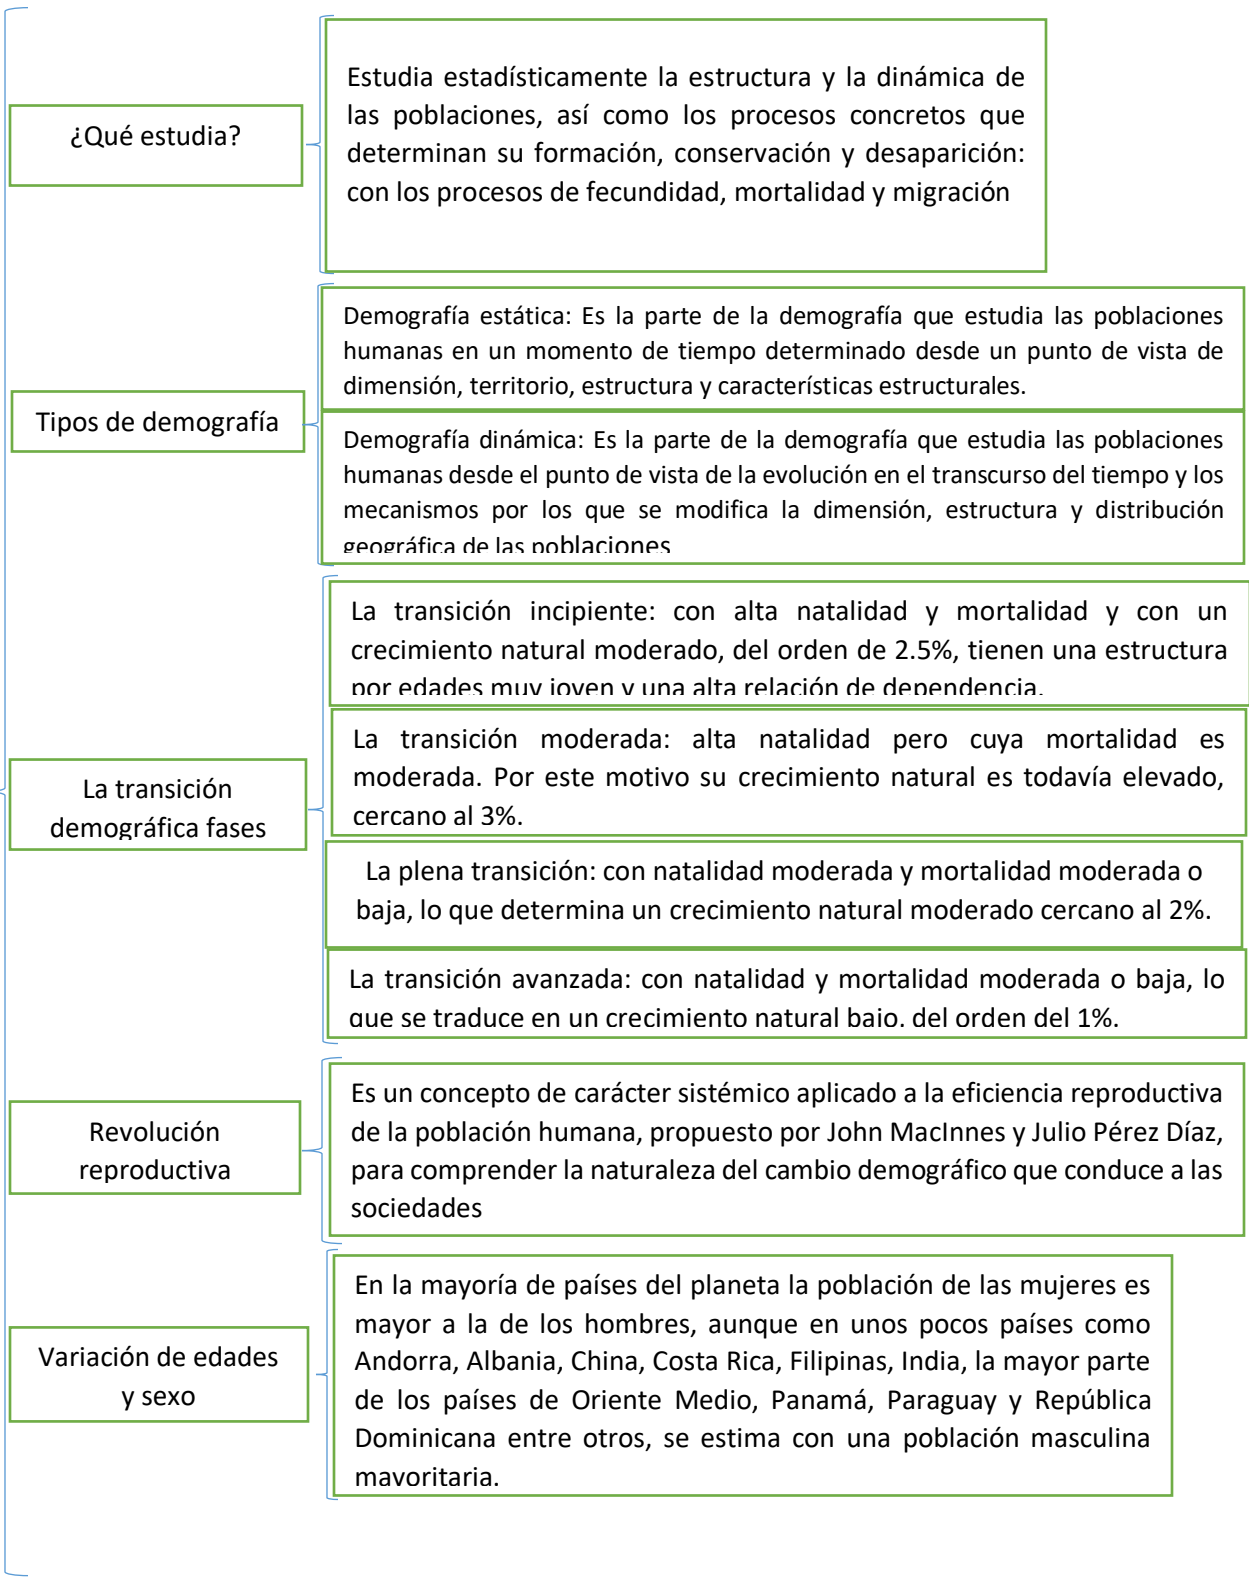 ¿Qué estudia?
Estudia estadísticamente la estructura y la dinámica de
las poblaciones, así como los procesos concretos que
determinan su formación, conservación y desaparición:
con los procesos de fecundidad, mortalidad y migración
Tipos de demografía
Demografía estática: Es la parte de la demografía que estudia las poblaciones
humanas en un momento de tiempo determinado desde un punto de vista de
dimensión, territorio, estructura y características estructurales.
Demografía dinámica: Es la parte de la demografía que estudia las poblaciones
humanas desde el punto de vista de la evolución en el transcurso del tiempo y los
mecanismos por los que se modifica la dimensión, estructura y distribución
geográfica de las poblaciones
La transición
demográfica fases
La transición incipiente: con alta natalidad y mortalidad y con un
crecimiento natural moderado, del orden de 2.5%, tienen una estructura
por edades muy joven y una alta relación de dependencia.
La transición moderada: alta natalidad pero cuya mortalidad es
moderada. Por este motivo su crecimiento natural es todavía elevado,
cercano al 3%.
La plena transición: con natalidad moderada y mortalidad moderada o
baja, lo que determina un crecimiento natural moderado cercano al 2%.
La transición avanzada: con natalidad y mortalidad moderada o baja, lo
que se traduce en un crecimiento natural bajo, del orden del 1%.
Revolución
reproductiva
Es un concepto de carácter sistémico aplicado a la eficiencia reproductiva
de la población humana, propuesto por John MacInnes y Julio Pérez Díaz,
para comprender la naturaleza del cambio demográfico que conduce a las
sociedades
Variación de edades
y sexo
En la mayoría de países del planeta la población de las mujeres es
mayor a la de los hombres, aunque en unos pocos países como
Andorra, Albania, China, Costa Rica, Filipinas, India, la mayor parte
de los países de Oriente Medio, Panamá, Paraguay y República
Dominicana entre otros, se estima con una población masculina
mayoritaria.